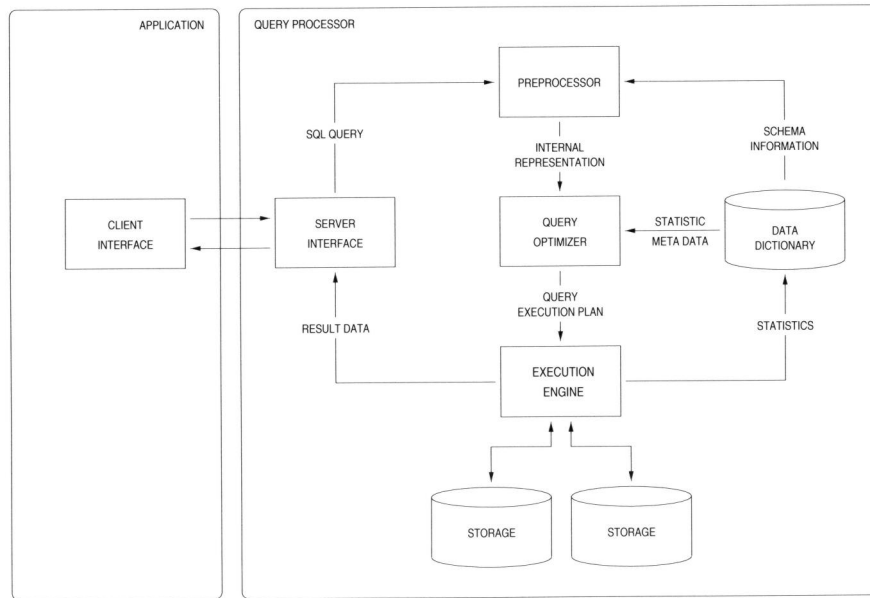 APPLICATION
QUERY PROCESSOR
PREPROCESSOR
SQL QUERY
INTERNAL
REPRESENTATION
SCHEMA
INFORMATION
CLIENT
INTERFACE
SERVER
INTERFACE
QUERY
OPTIMIZER
STATISTIC
META DATA
DATA
DICTIONARY
QUERY
EXECUTION PLAN
RESULT DATA
STATISTICS
EXECUTION
ENGINE
STORAGE
STORAGE